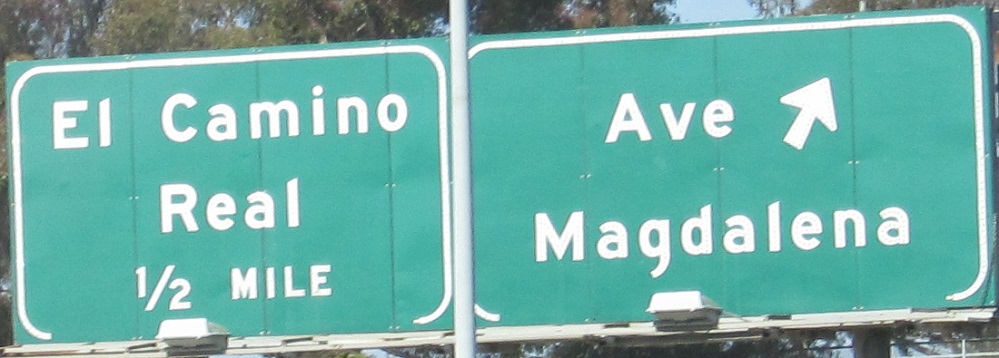 El Camino
Real
1/2 MILE
Ave
Magdalena